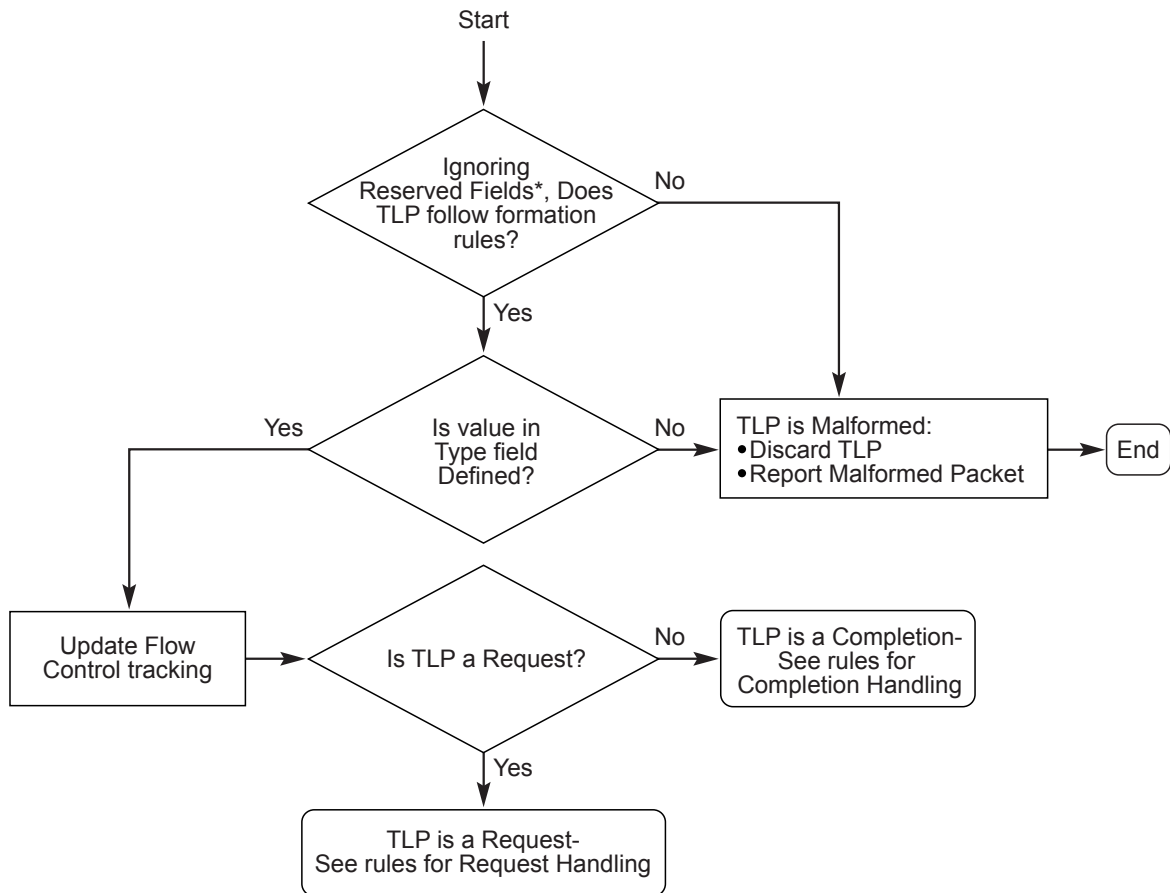 Start
Ignoring
Reserved Fields*, Does
TLP follow formation
rules?
No
Yes
Yes
Is value in
Type field
Defined?
No
TLP is Malformed:
•Discard TLP
•Report Malformed Packet
End
Update Flow
Control tracking
Is TLP a Request?
No
TLP is a Completion-
See rules for
Completion Handling
Yes
TLP is a Request-
See rules for Request Handling